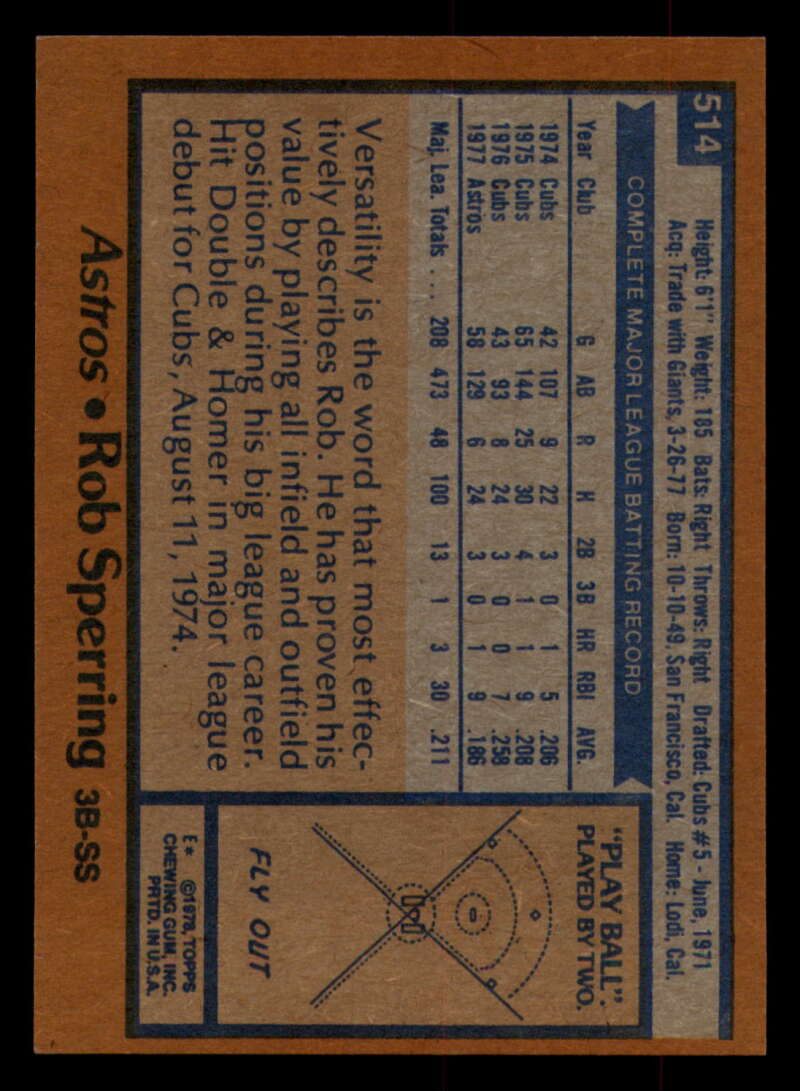 514
Height: 6'1" Weight: 185 Bats: Right Throws: Right Drafted: Cubs #5 - June, 1971
Acq: Trade with Giants, 3-26-77 Born: 10-10-49, San Francisco, Cal. Home: Lodi, Cal.
COMPLETE MAJOR LEAGUE BATTING RECORD
Year Club G AB R H 2B 3B HR RBI AVG.
1974 Cubs 42 107 9 22 3 0 1 5 .206
1975 Cubs 65 144 25 30 4 1 1 9 .208
1976 Cubs 43 93 8 24 3 0 0 7 .258
1977 Astros 58 129 6 24 3 0 1 9 .186
Maj. Lea. Totals ... 208 473 48 100 13 1 3 30 .211
Versatility is the word that most effec-
tively describes Rob. He has proven his
value by playing all infield and outfield
positions during his big league career.
Hit Double & Homer in major league
debut for Cubs, August 11, 1974.
"PLAY BALL":
PLAYED BY TWO.
FLY OUT
E* ©1978, TOPPS
CHEWING GUM, INC.
PRTD. IN U.S.A.
Astros • Rob Sperring 3B-SS